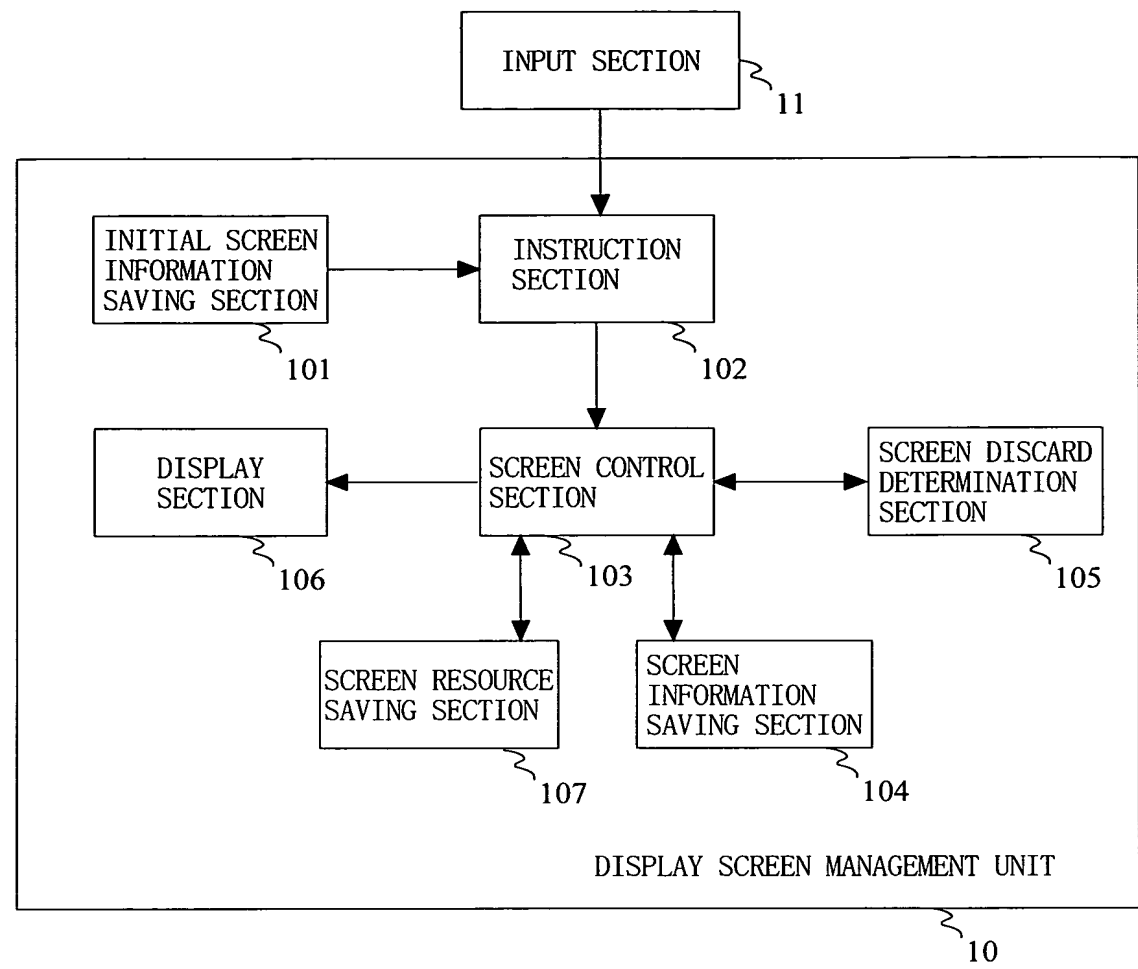 INPUT SECTION
11
INITIAL SCREEN
INFORMATION
SAVING SECTION
101
INSTRUCTION
SECTION
102
DISPLAY
SECTION
106
SCREEN CONTROL
SECTION
103
SCREEN DISCARD
DETERMINATION
SECTION
105
SCREEN RESOURCE
SAVING SECTION
107
SCREEN
INFORMATION
SAVING SECTION
104
DISPLAY SCREEN MANAGEMENT UNIT
10